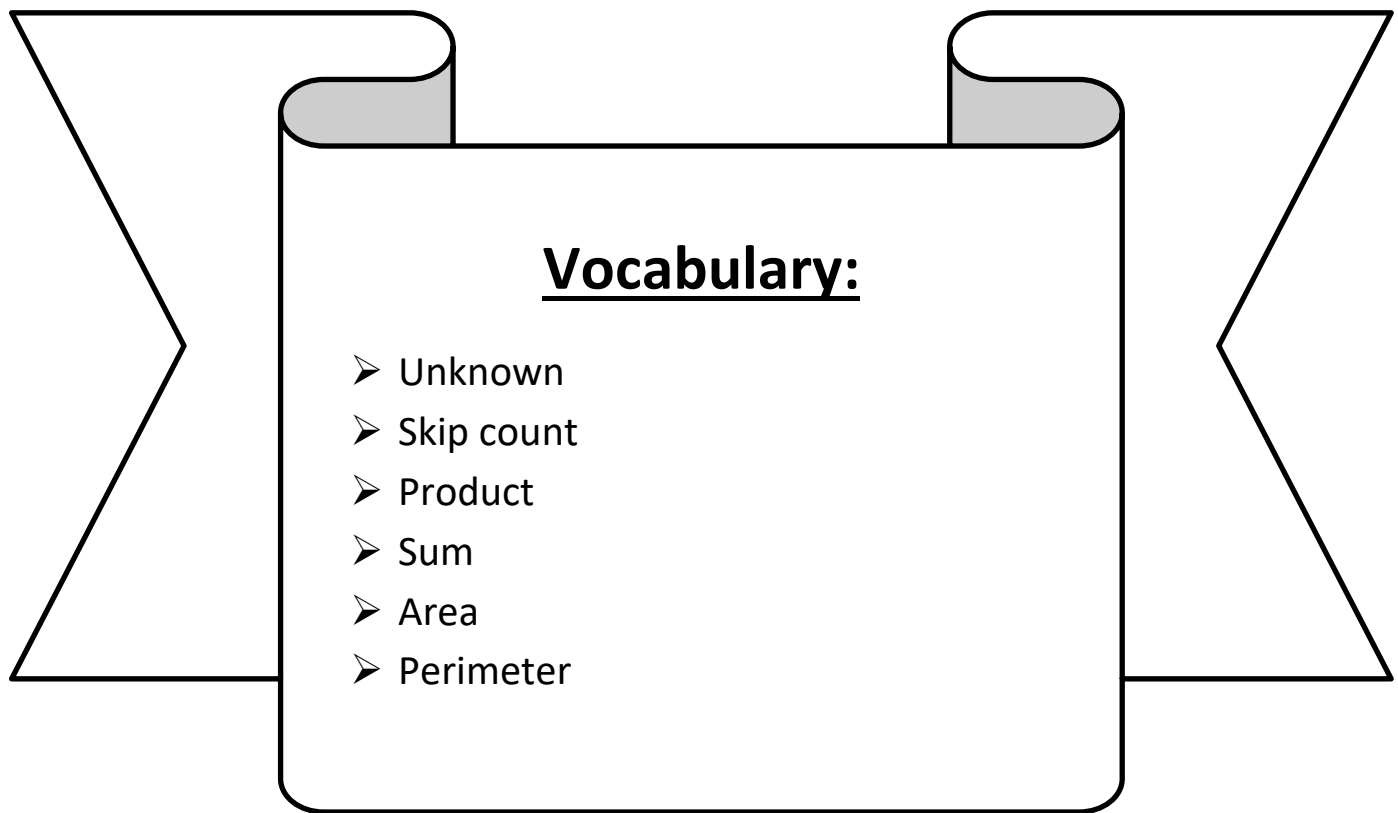 Vocabulary:
➢ Unknown
➢ Skip count
➢ Product
➢ Sum
➢ Area
➢ Perimeter